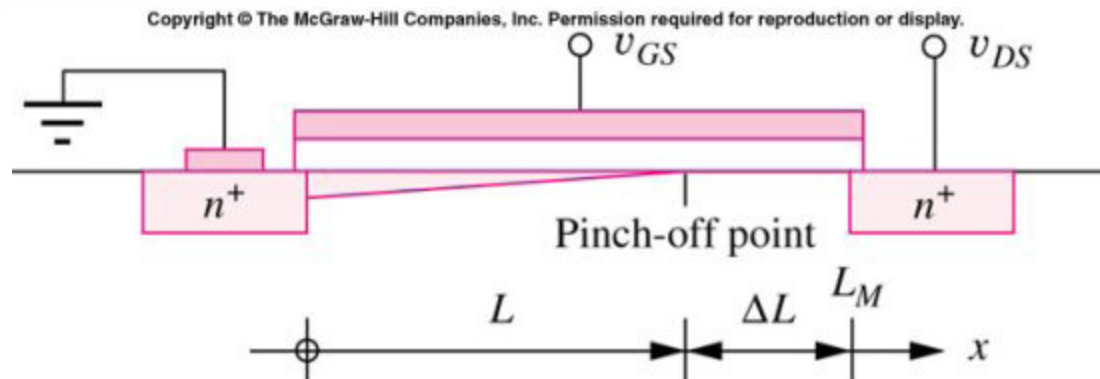 Copyright © The McGraw-Hill Companies, Inc. Permission required for reproduction or display.
v_GS
v_DS
n+
n+
Pinch-off point
L
ΔL
L_M
x